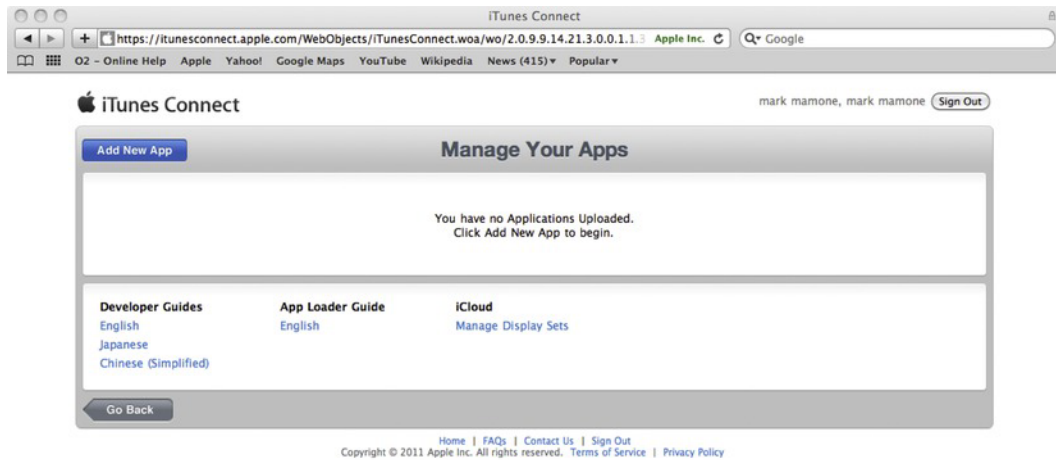 iTunes Connect
https://itunesconnect.apple.com/WebObjects/iTunesConnect.woa/wo/2.0.9.9.14.21.3.0.0.1.1.3 Apple Inc. Google
O2 – Online Help Apple Yahoo! Google Maps YouTube Wikipedia News (415) Popular
iTunes Connect mark mamone, mark mamone Sign Out
Add New App Manage Your Apps
You have no Applications Uploaded.
Click Add New App to begin.
Developer Guides App Loader Guide iCloud
English English Manage Display Sets
Japanese
Chinese (Simplified)
Go Back
Home | FAQs | Contact Us | Sign Out
Copyright © 2011 Apple Inc. All rights reserved. Terms of Service | Privacy Policy